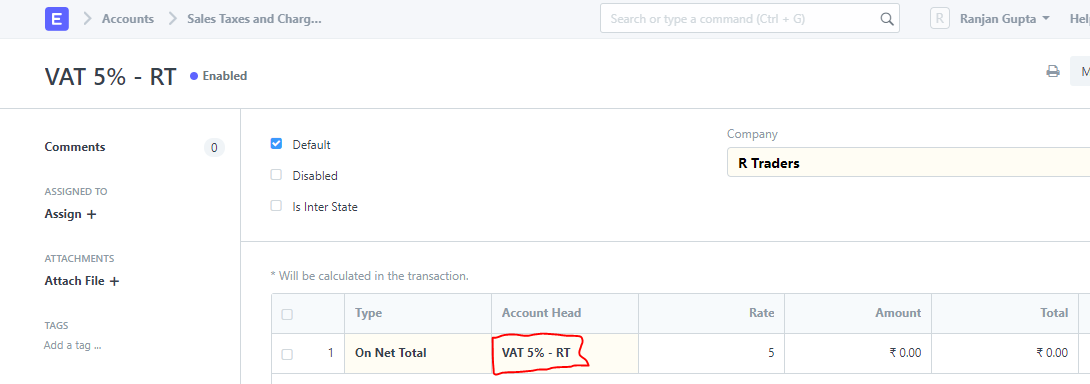 E Accounts Sales Taxes and Charg... Search or type a command (Ctrl + G) R Ranjan Gupta Hel
VAT 5% - RT Enabled M
Comments 0
Default
Company
Disabled
R Traders
ASSIGNED TO
Assign +
Is Inter State
ATTACHMENTS
Attach File +
* Will be calculated in the transaction.
Type Account Head Rate Amount Total
TAGS
Add a tag ...
1 On Net Total VAT 5% - RT 5 ₹ 0.00 ₹ 0.00